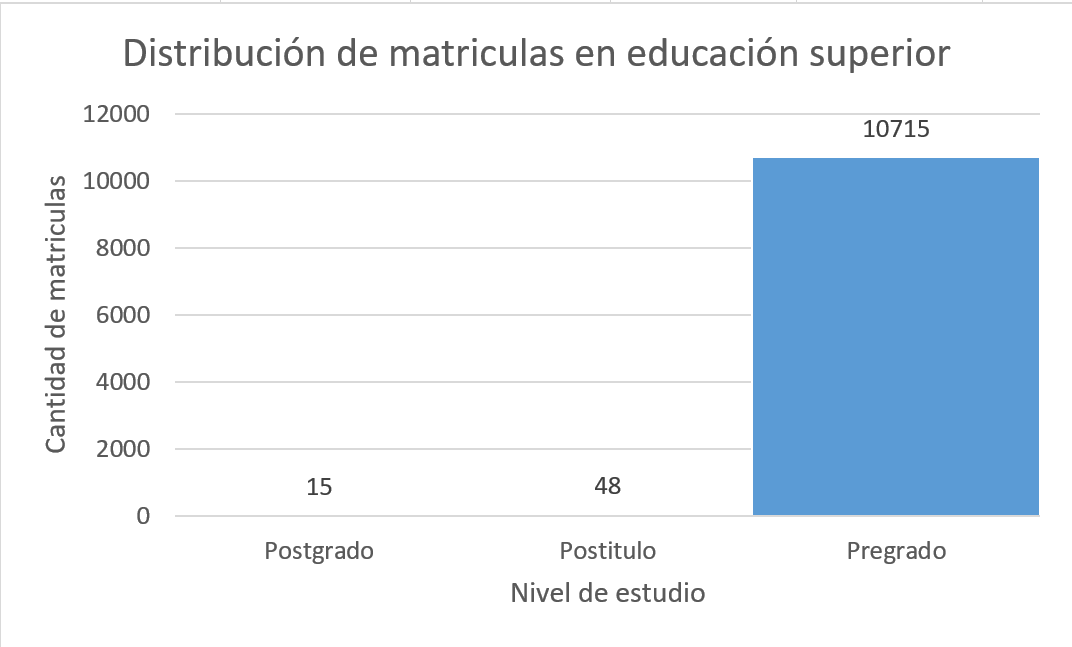 Distribución de matriculas en educación superior
Cantidad de matriculas
12000
10000
8000
6000
4000
2000
0
15
48
10715
Postgrado
Postitulo
Pregrado
Nivel de estudio